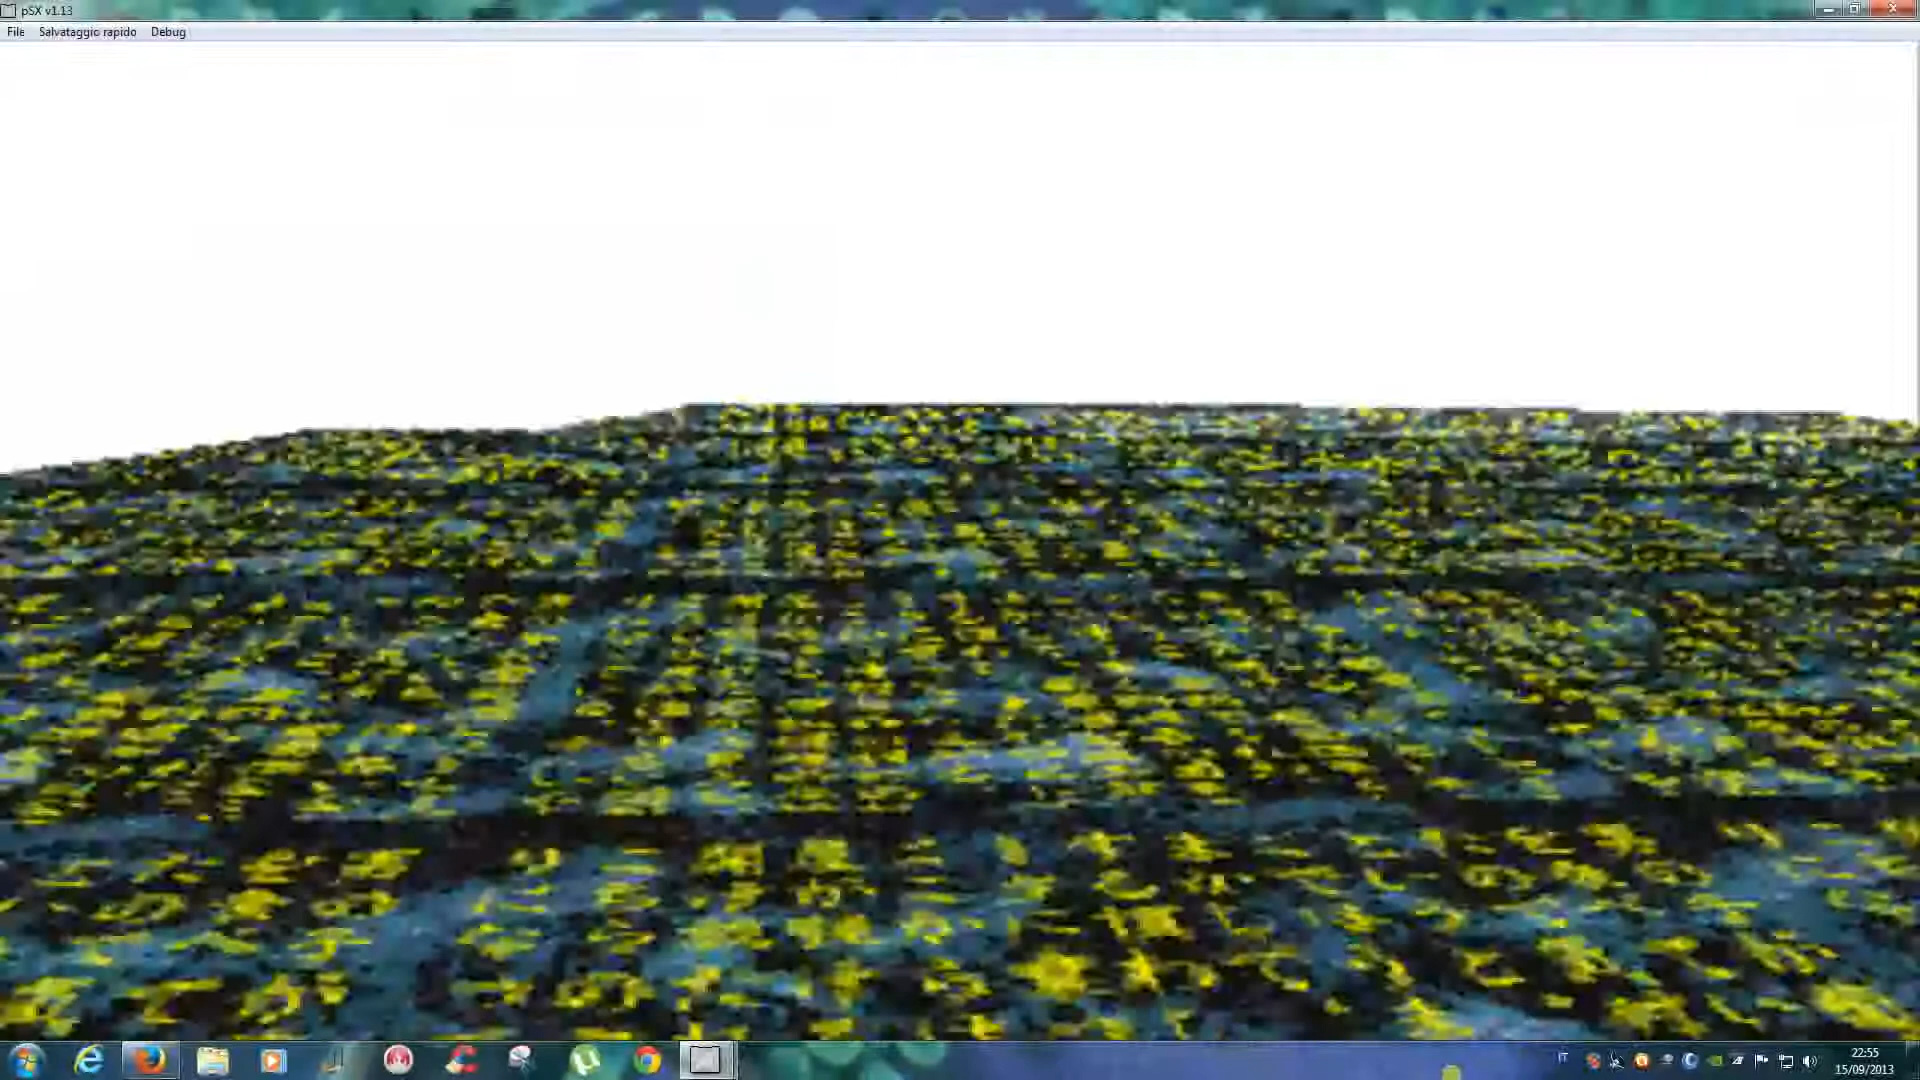 pSX v1.13
File Salvataggio rapido Debug
IT
22:55
15/09/2013